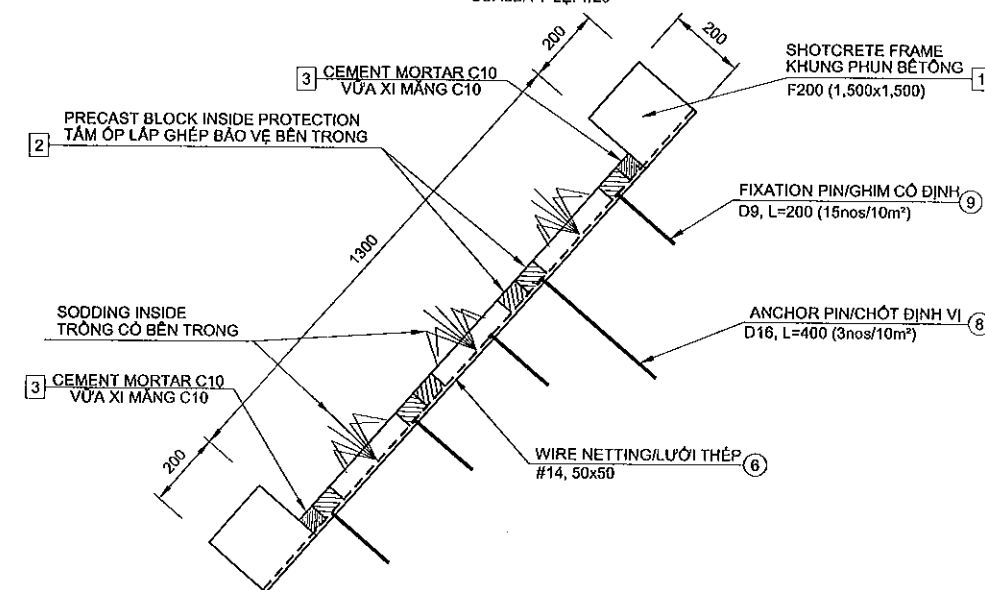 200
200
SHOTCRETE FRAME
KHUNG PHUN BÊTÔNG
F200 (1,500x1,500)
1
3
CEMENT MORTAR C10
VỮA XI MĂNG C10
PRECAST BLOCK INSIDE PROTECTION
TẤM ỐP LẮP GHÉP BẢO VỆ BÊN TRONG
2
FIXATION PIN/GHIM CỐ ĐỊNH
D9, L=200 (15nos/10m²)
9
1300
SODDING INSIDE
TRỒNG CỎ BÊN TRONG
ANCHOR PIN/CHỐT ĐỊNH VỊ
D16, L=400 (3nos/10m²)
8
3
CEMENT MORTAR C10
VỮA XI MĂNG C10
200
WIRE NETTING/LƯỚI THÉP
#14, 50x50
6